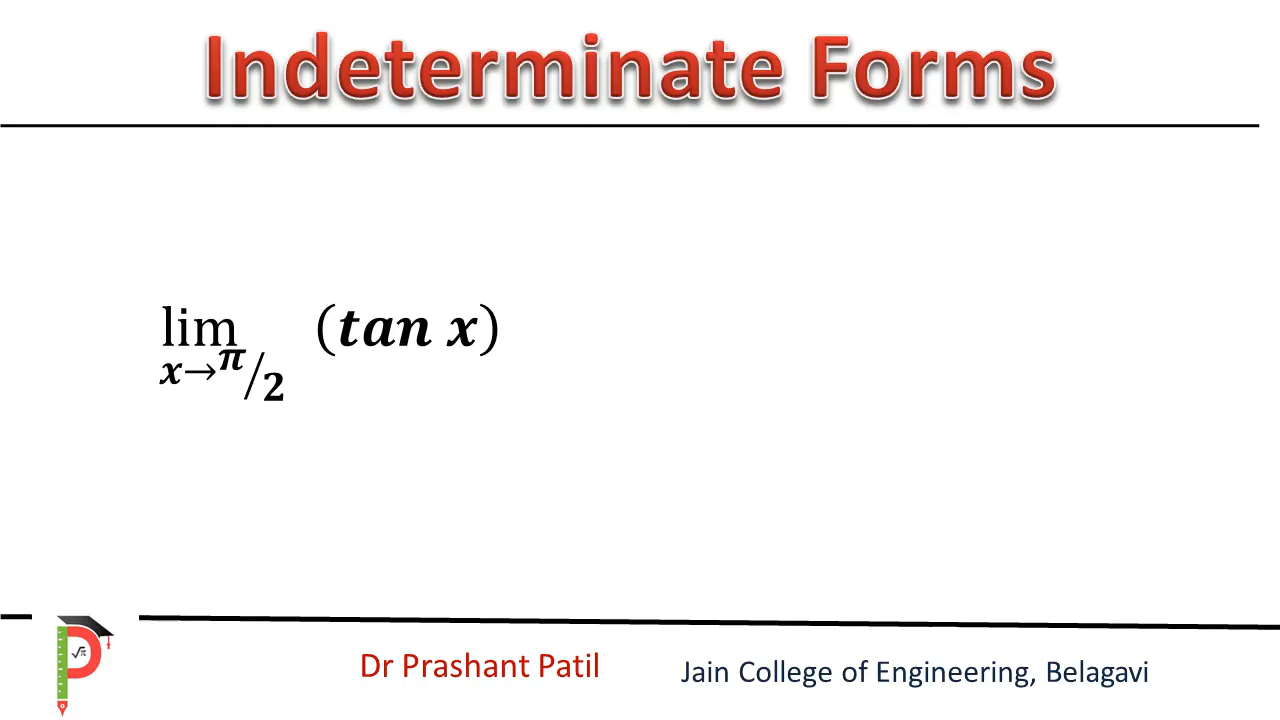 Indeterminate Forms
lim x→π/2 (tan x)
√π
Dr Prashant Patil
Jain College of Engineering, Belagavi